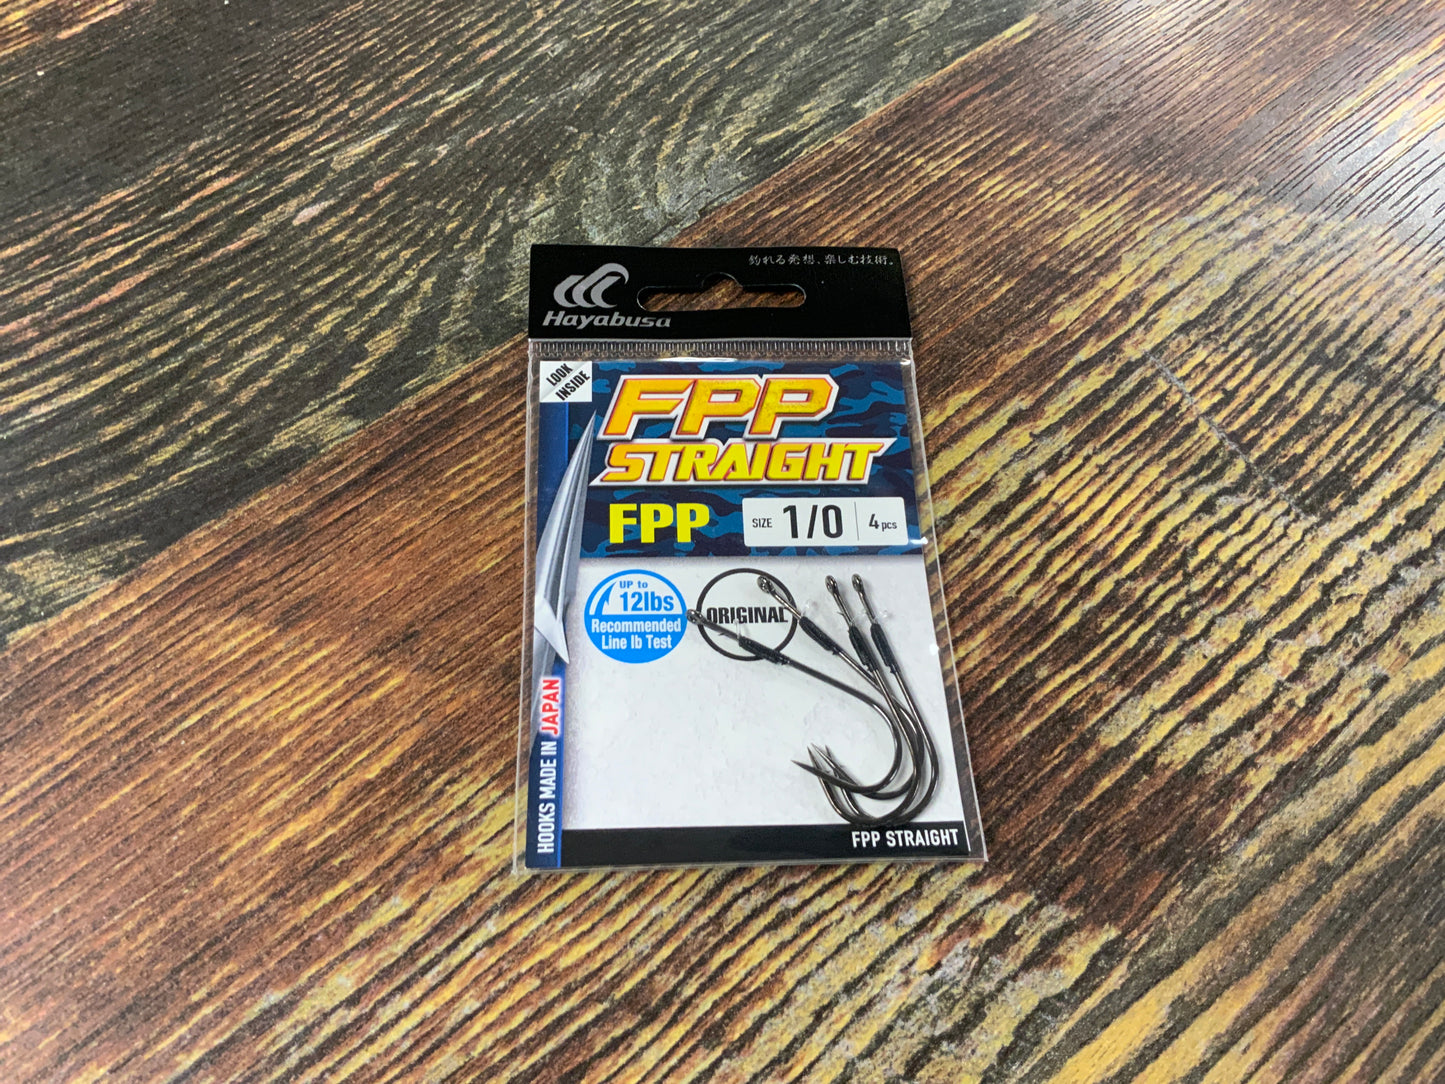 釣れる発想、楽しむ技術。
Hayabusa
LOOK
INSIDE
FPP
STRAIGHT
FPP
SIZE 1/0 4 pcs
UP to
12lbs
Recommended
Line lb Test
ORIGINAL
HOOKS MADE IN JAPAN
FPP STRAIGHT